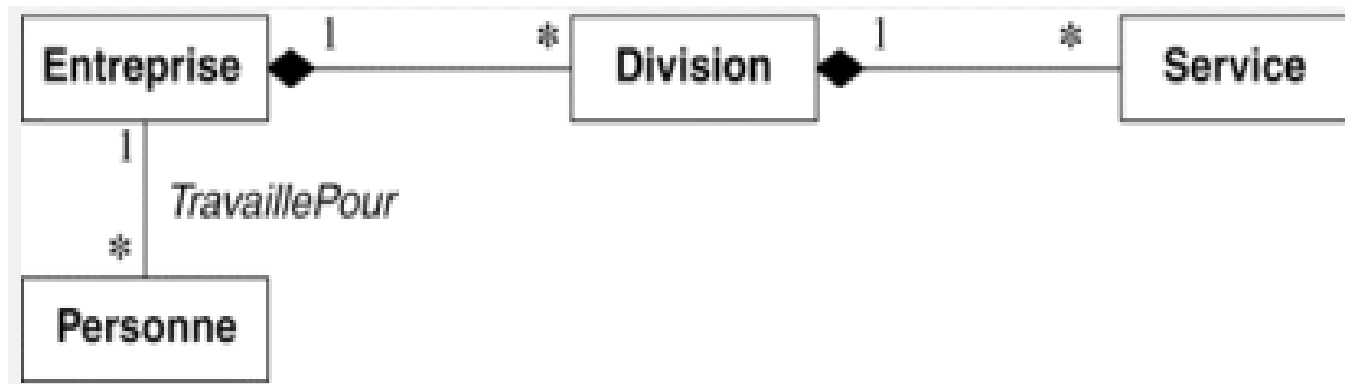 1 * 1 *
Entreprise Division Service
1
TravaillePour
*
Personne